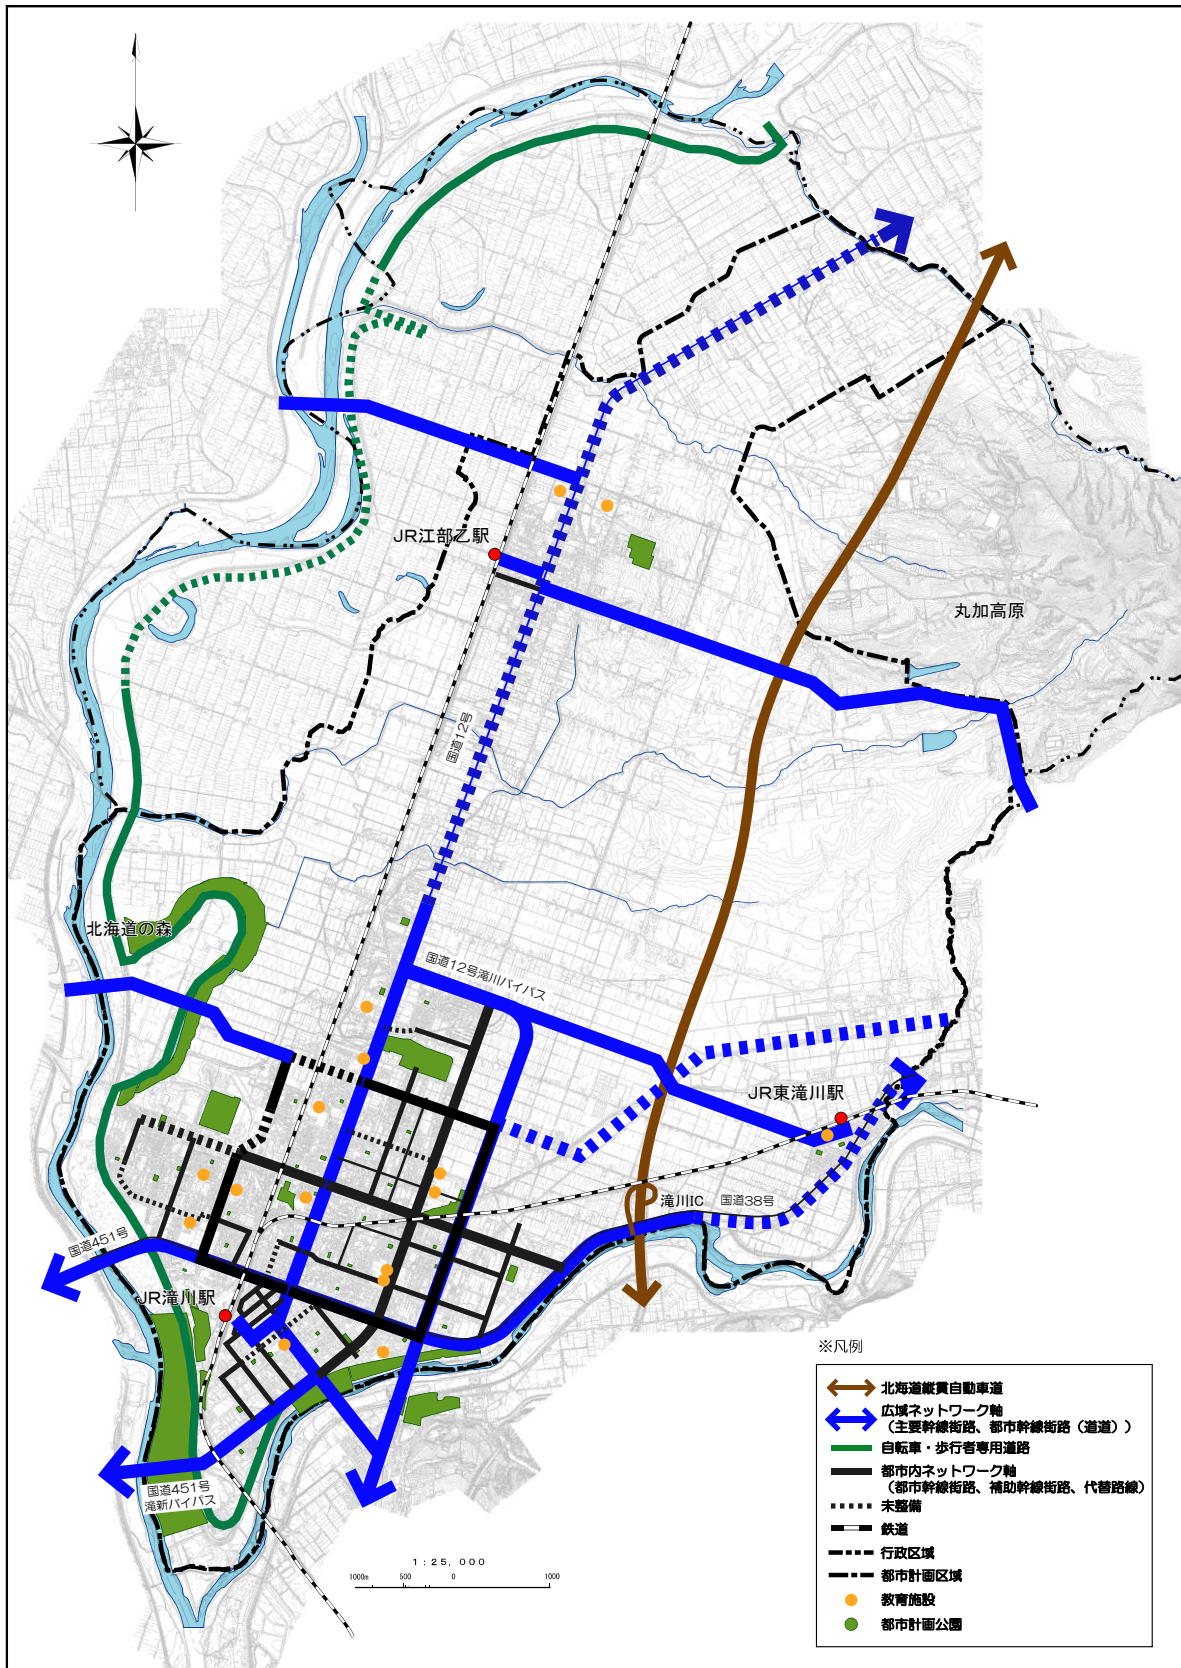 JR江部乙駅
丸加高原
国道12号
北海道の森
国道12号滝川バイパス
JR東滝川駅
滝川IC
国道38号
国道451号
JR滝川駅
国道451号
滝新バイパス
1:25,000
1000m 500 0 1000
※凡例
北海道縦貫自動車道
広域ネットワーク軸
(主要幹線街路、都市幹線街路(道道))
自転車・歩行者専用道路
都市内ネットワーク軸
(都市幹線街路、補助幹線街路、代替路線)
未整備
鉄道
行政区域
都市計画区域
教育施設
都市計画公園